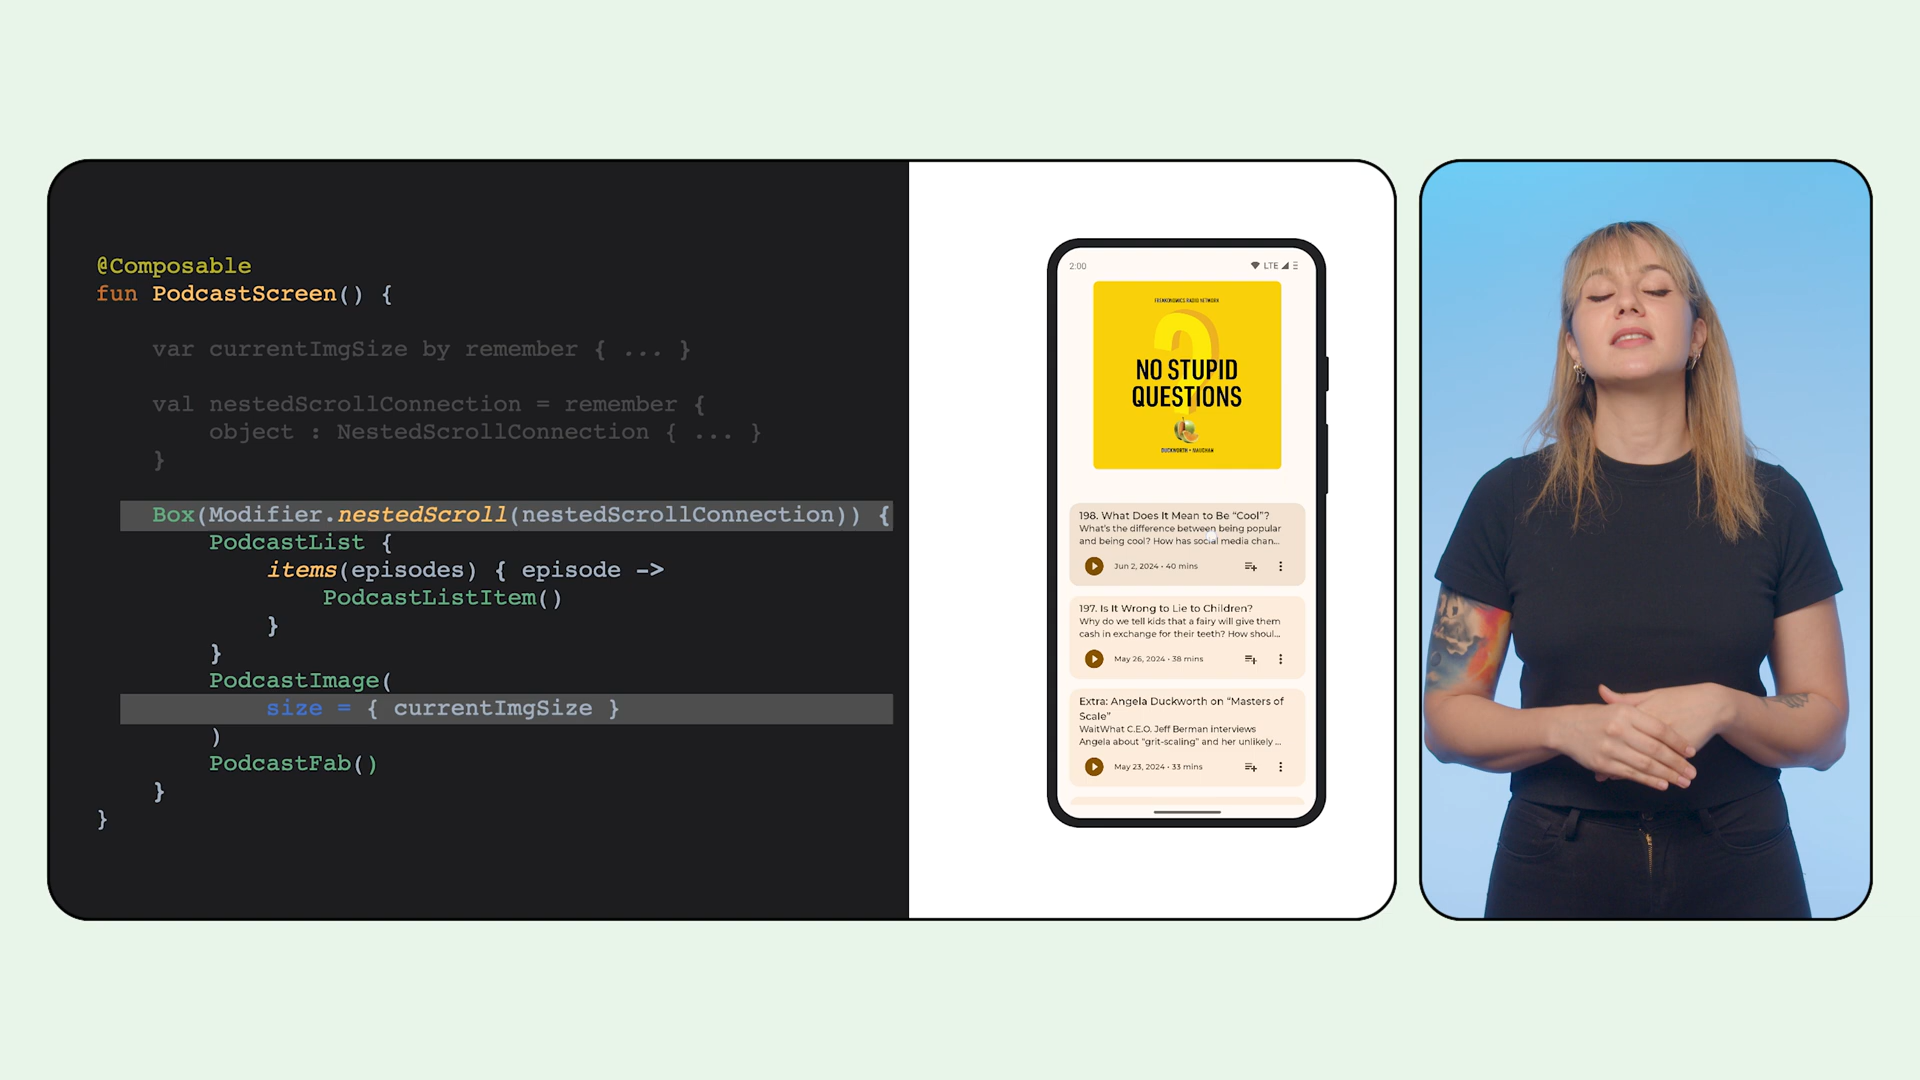 @Composable
fun PodcastScreen() {
var currentImgSize by remember { ... }
val nestedScrollConnection = remember {
object : NestedScrollConnection { ... }
}
Box(Modifier.nestedScroll(nestedScrollConnection)) {
PodcastList {
items(episodes) { episode ->
PodcastListItem()
}
}
PodcastImage(
size = { currentImgSize }
)
PodcastFab()
}
}
2:00
LTE
FREAKONOMICS RADIO NETWORK
?
NO STUPID
QUESTIONS
DUCKWORTH + MAUGHAN
198. What Does It Mean to Be “Cool”?
What's the difference between being popular
and being cool? How has social media chan...
Jun 2, 2024 • 40 mins
197. Is It Wrong to Lie to Children?
Why do we tell kids that a fairy will give them
cash in exchange for their teeth? How shoul...
May 26, 2024 • 38 mins
Extra: Angela Duckworth on “Masters of
Scale”
WaitWhat C.E.O. Jeff Berman interviews
Angela about “grit-scaling” and her unlikely ...
May 23, 2024 • 33 mins